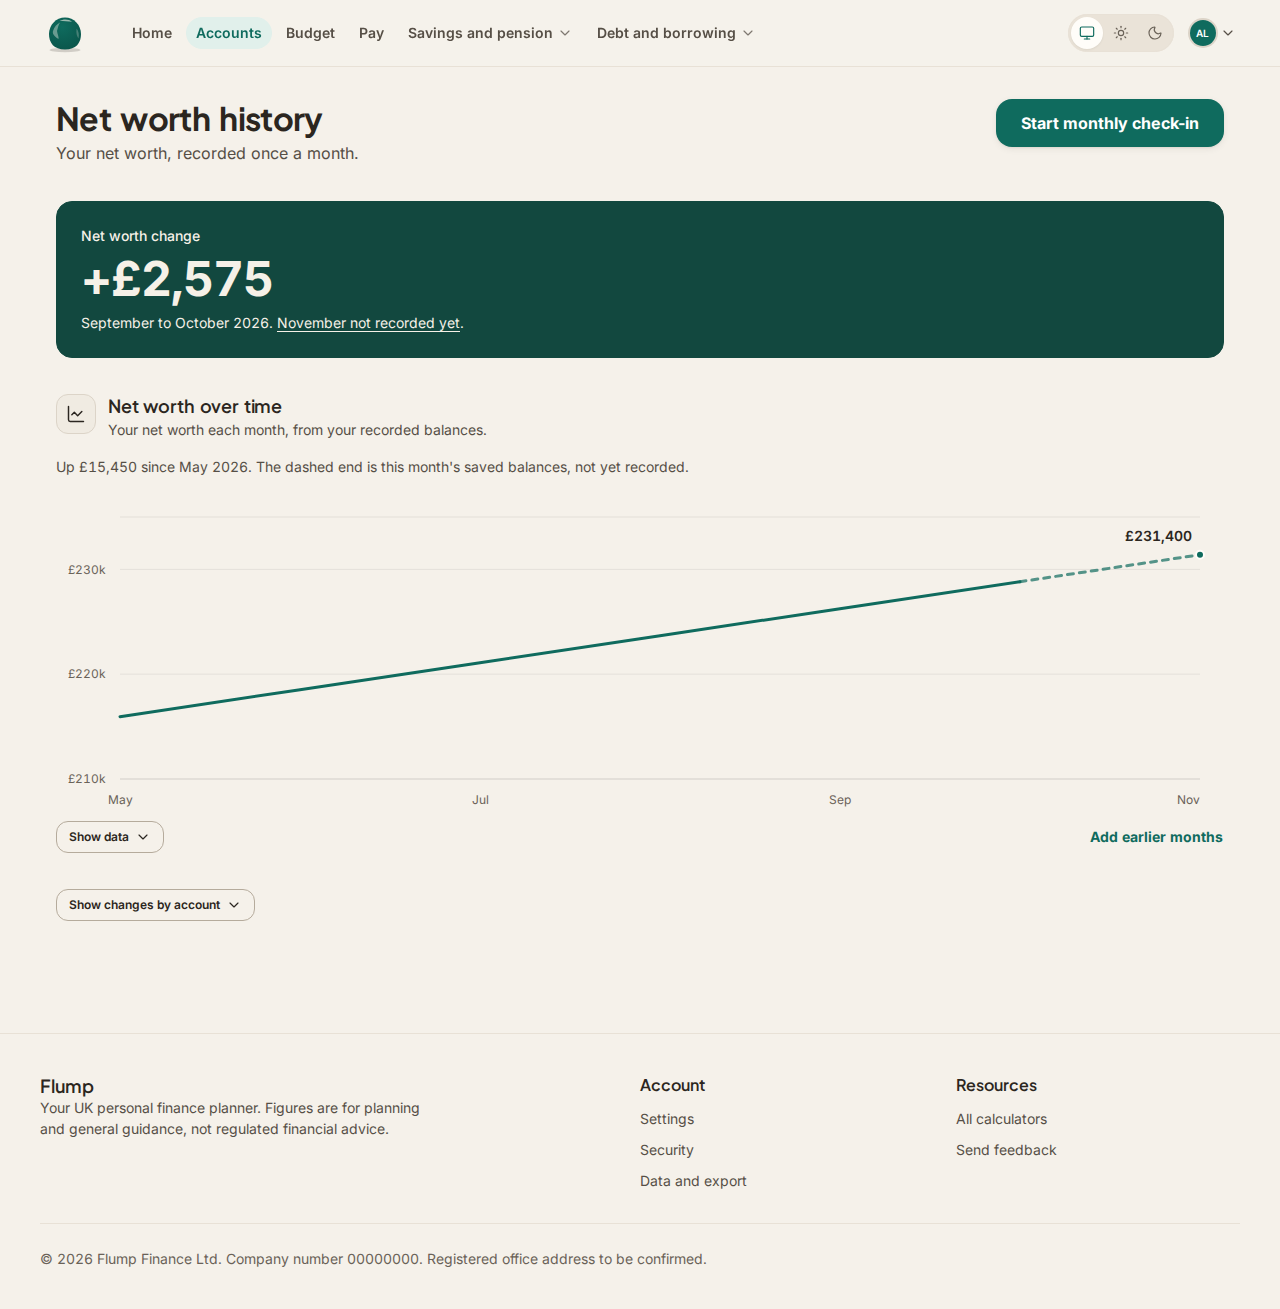 Home
Accounts
Budget
Pay
Savings and pension
Debt and borrowing
AL
Net worth history
Start monthly check-in
Your net worth, recorded once a month.
Net worth change
+£2,575
September to October 2026. November not recorded yet.
Net worth over time
Your net worth each month, from your recorded balances.
Up £15,450 since May 2026. The dashed end is this month's saved balances, not yet recorded.
£231,400
£230k
£220k
£210k
May
Jul
Sep
Nov
Show data
Add earlier months
Show changes by account
Flump
Your UK personal finance planner. Figures are for planning
and general guidance, not regulated financial advice.
Account
Settings
Security
Data and export
Resources
All calculators
Send feedback
© 2026 Flump Finance Ltd. Company number 00000000. Registered office address to be confirmed.